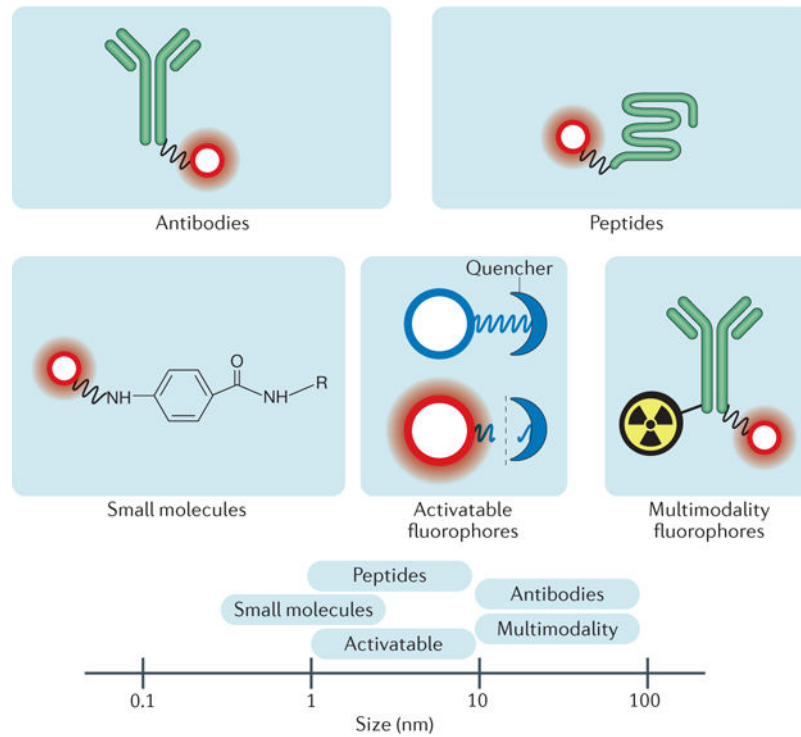 Antibodies
Peptides
Quencher
NH
O
NH
R
Small molecules
Activatable
fluorophores
Multimodality
fluorophores
Peptides
Antibodies
Small molecules
Multimodality
Activatable
0.1
1
10
100
Size (nm)